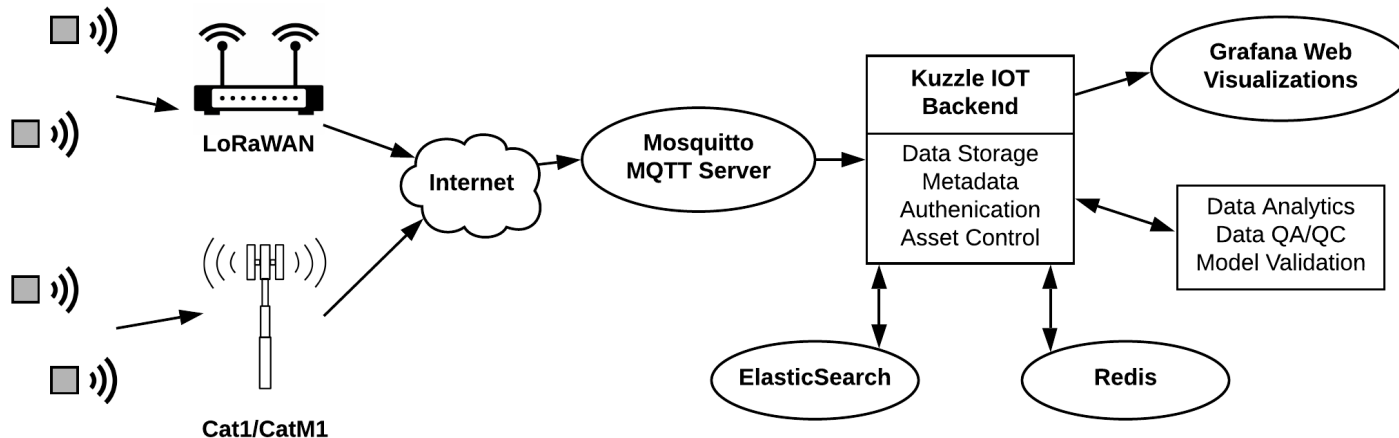 LoRaWAN
Cat1/CatM1
Internet
Mosquitto
MQTT Server
Kuzzle IOT
Backend
Data Storage
Metadata
Authenication
Asset Control
Grafana Web
Visualizations
Data Analytics
Data QA/QC
Model Validation
ElasticSearch
Redis